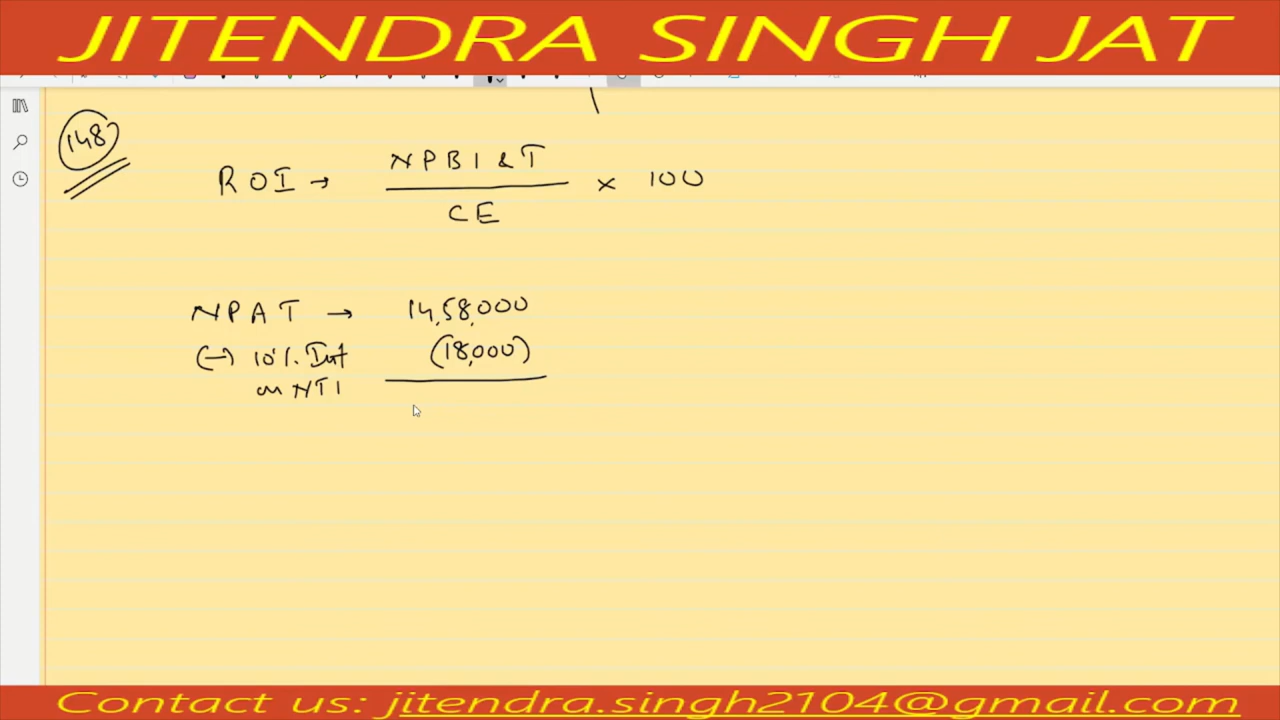 JITENDRA SINGH JAT
148
ROI → NPBI & T / CE × 100
NPAT → 14,58,000
(-) 10%. Int (18,000)
on NTI
Contact us: jitendra.singh2104@gmail.com